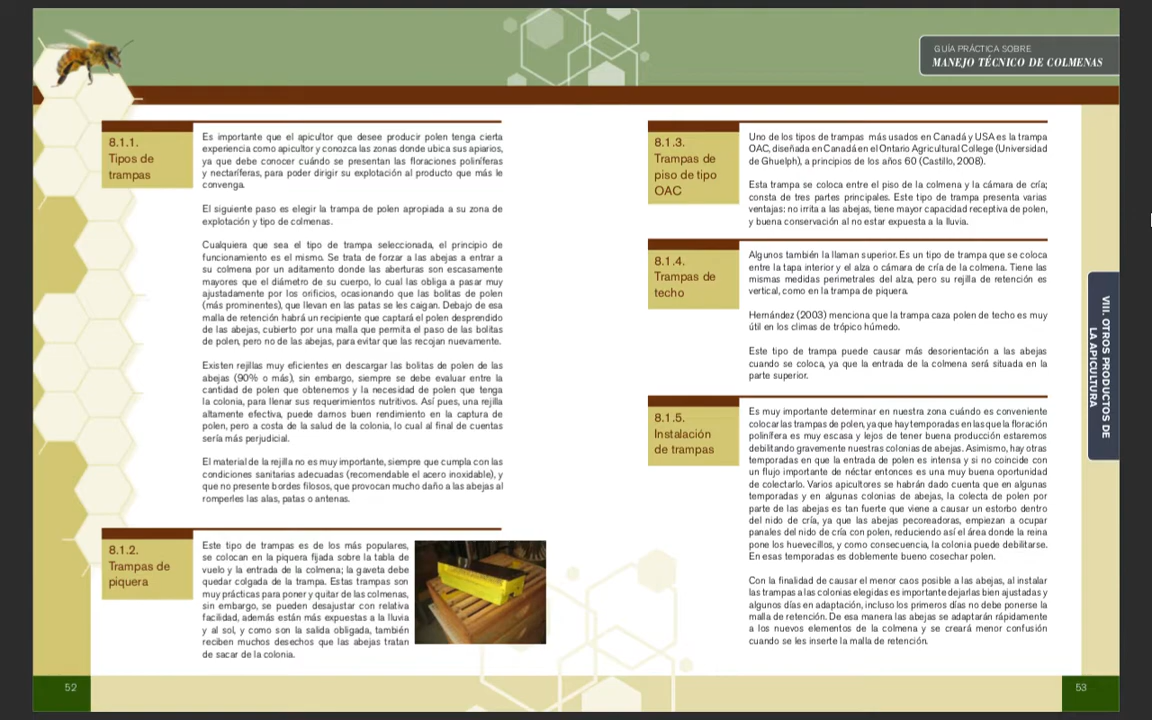 GUÍA PRÁCTICA SOBRE
MANEJO TÉCNICO DE COLMENAS
8.1.1.
Tipos de
trampas
Es importante que el apicultor que desee producir polen tenga cierta
experiencia como apicultor y conozca las zonas donde ubica sus apiarios,
ya que debe conocer cuándo se presentan las floraciones poliníferas
y nectaríferas, para poder dirigir su explotación al producto que más le
convenga.
El siguiente paso es elegir la trampa de polen apropiada a su zona de
explotación y tipo de colmenas.
Cualquiera que sea el tipo de trampa seleccionada, el principio de
funcionamiento es el mismo. Se trata de forzar a las abejas a entrar a
su colmena por un aditamento donde las aberturas son escasamente
mayores que el diámetro de su cuerpo, lo cual las obliga a pasar muy
ajustadamente por los orificios, ocasionando que las bolitas de polen
(más prominentes), que llevan en las patas se les caigan. Debajo de esa
malla de retención habrá un recipiente que captará el polen desprendido
de las abejas, cubierto por una malla que permita el paso de las bolitas
de polen, pero no de las abejas, para evitar que las recojan nuevamente.
Existen rejillas muy eficientes en descargar las bolitas de polen de las
abejas (90% o más), sin embargo, siempre se debe evaluar entre la
cantidad de polen que obtenemos y la necesidad de polen que tenga
la colonia, para llenar sus requerimientos nutritivos. Así pues, una rejilla
altamente efectiva, puede darnos buen rendimiento en la captura de
polen, pero a costa de la salud de la colonia, lo cual al final de cuentas
sería más perjudicial.
El material de la rejilla no es muy importante, siempre que cumpla con las
condiciones sanitarias adecuadas (recomendable el acero inoxidable), y
que no presente bordes filosos, que provocan mucho daño a las abejas al
romperles las alas, patas o antenas.
8.1.2.
Trampas de
piquera
Este tipo de trampas es de los más populares,
se colocan en la piquera fijada sobre la tabla de
vuelo y la entrada de la colmena; la gaveta debe
quedar colgada de la trampa. Estas trampas son
muy prácticas para poner y quitar de las colmenas,
sin embargo, se pueden desajustar con relativa
facilidad, además están más expuestas a la lluvia
y al sol, y como son la salida obligada, también
reciben muchos desechos que las abejas tratan
de sacar de la colonia.
52
8.1.3.
Trampas de
piso de tipo
OAC
Uno de los tipos de trampas más usados en Canadá y USA es la trampa
OAC, diseñada en Canadá en el Ontario Agricultural College (Universidad
de Ghuelph), a principios de los años 60 (Castillo, 2008).
Esta trampa se coloca entre el piso de la colmena y la cámara de cría;
consta de tres partes principales. Este tipo de trampa presenta varias
ventajas: no irrita a las abejas, tiene mayor capacidad receptiva de polen,
y buena conservación al no estar expuesta a la lluvia.
8.1.4.
Trampas de
techo
Algunos también la llaman superior. Es un tipo de trampa que se coloca
entre la tapa interior y el alza o cámara de cría de la colmena. Tiene las
mismas medidas perimetrales del alza, pero su rejilla de retención es
vertical, como en la trampa de piquera.
Hernández (2003) menciona que la trampa caza polen de techo es muy
útil en los climas de trópico húmedo.
Este tipo de trampa puede causar más desorientación a las abejas
cuando se coloca, ya que la entrada de la colmena será situada en la
parte superior.
8.1.5.
Instalación
de trampas
Es muy importante determinar en nuestra zona cuándo es conveniente
colocar las trampas de polen, ya que hay temporadas en las que la floración
polinífera es muy escasa y lejos de tener buena producción estaremos
debilitando gravemente nuestras colonias de abejas. Asimismo, hay otras
temporadas en que la entrada de polen es intensa y si no coincide con
un flujo importante de néctar entonces es una muy buena oportunidad
de colectarlo. Varios apicultores se habrán dado cuenta que en algunas
temporadas y en algunas colonias de abejas, la colecta de polen por
parte de las abejas es tan fuerte que viene a causar un estorbo dentro
del nido de cría, ya que las abejas pecoreadoras, empiezan a ocupar
panales del nido de cría con polen, reduciendo así el área donde la reina
pone los huevecillos, y como consecuencia, la colonia puede debilitarse.
En esas temporadas es doblemente bueno cosechar polen.
Con la finalidad de causar el menor caos posible a las abejas, al instalar
las trampas a las colonias elegidas es importante dejarlas bien ajustadas y
algunos días en adaptación, incluso los primeros días no debe ponerse la
malla de retención. De esa manera las abejas se adaptarán rápidamente
a los nuevos elementos de la colmena y se creará menor confusión
cuando se les inserte la malla de retención.
VIII. OTROS PRODUCTOS DE
LA APICULTURA
53